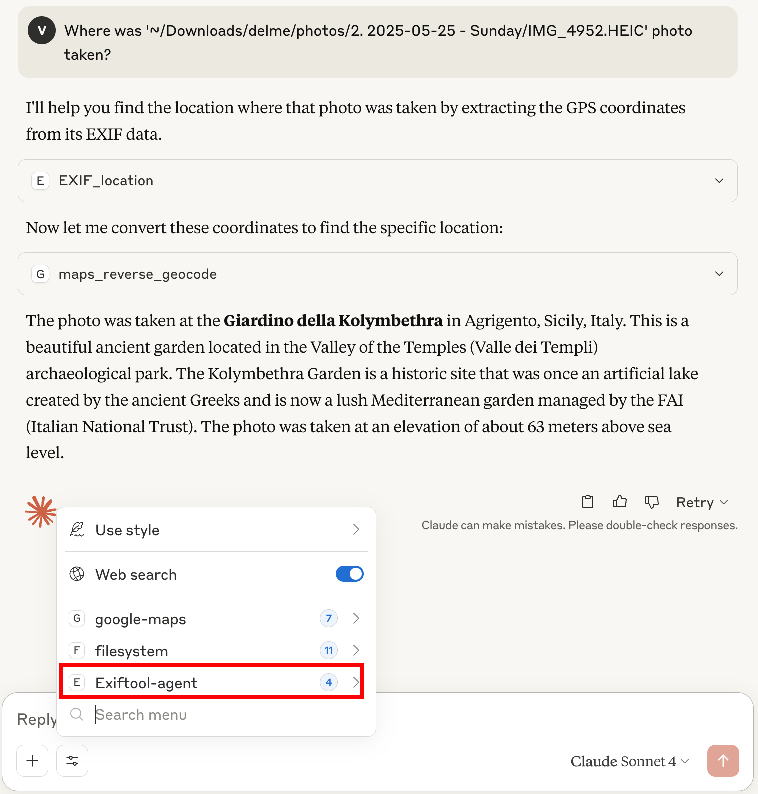 V Where was '~/Downloads/delme/photos/2. 2025-05-25 - Sunday/IMG_4952.HEIC' photo
taken?
I'll help you find the location where that photo was taken by extracting the GPS coordinates
from its EXIF data.
E EXIF_location
Now let me convert these coordinates to find the specific location:
G maps_reverse_geocode
The photo was taken at the Giardino della Kolymbethra in Agrigento, Sicily, Italy. This is a
beautiful ancient garden located in the Valley of the Temples (Valle dei Templi)
archaeological park. The Kolymbethra Garden is a historic site that was once an artificial lake
created by the ancient Greeks and is now a lush Mediterranean garden managed by the FAI
(Italian National Trust). The photo was taken at an elevation of about 63 meters above sea
level.
Retry
Claude can make mistakes. Please double-check responses.
Use style
Web search
G google-maps 7
F filesystem 11
E Exiftool-agent 4
Search menu
Reply
Claude Sonnet 4